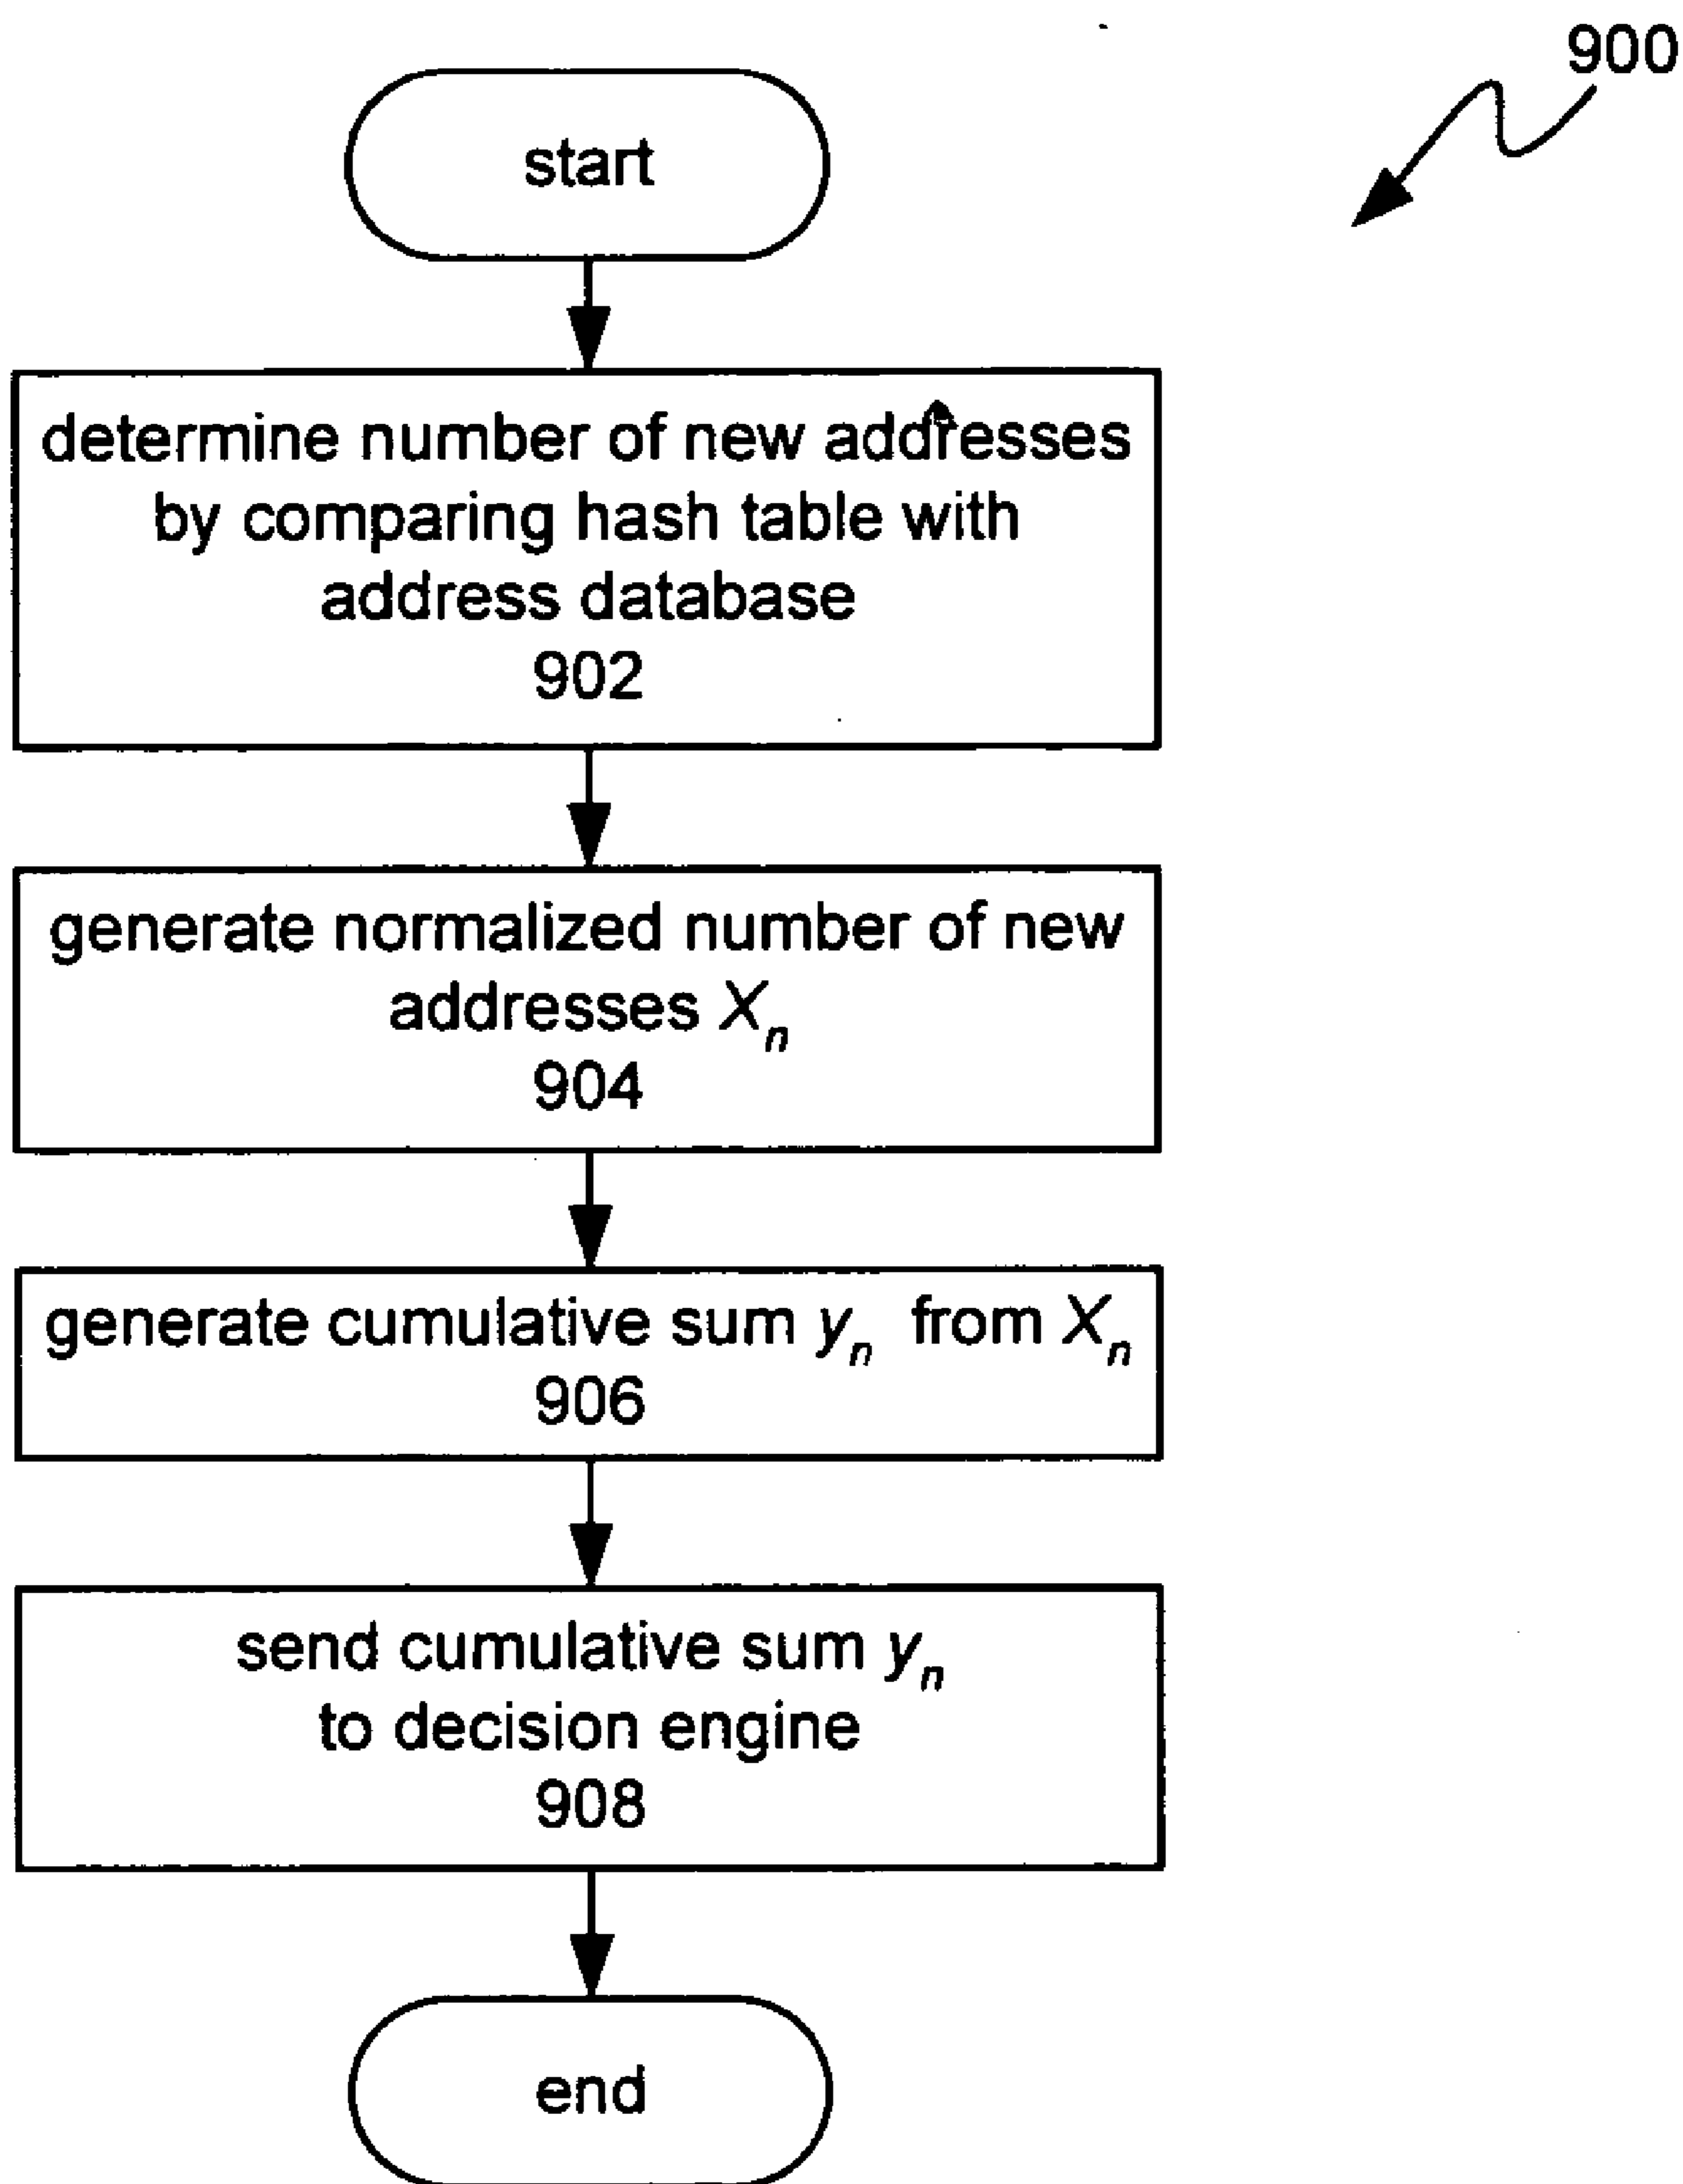 900
start
determine number of new addresses
by comparing hash table with
address database
902
generate normalized number of new
addresses Xn
904
generate cumulative sum yn from Xn
906
send cumulative sum yn
to decision engine
908
end